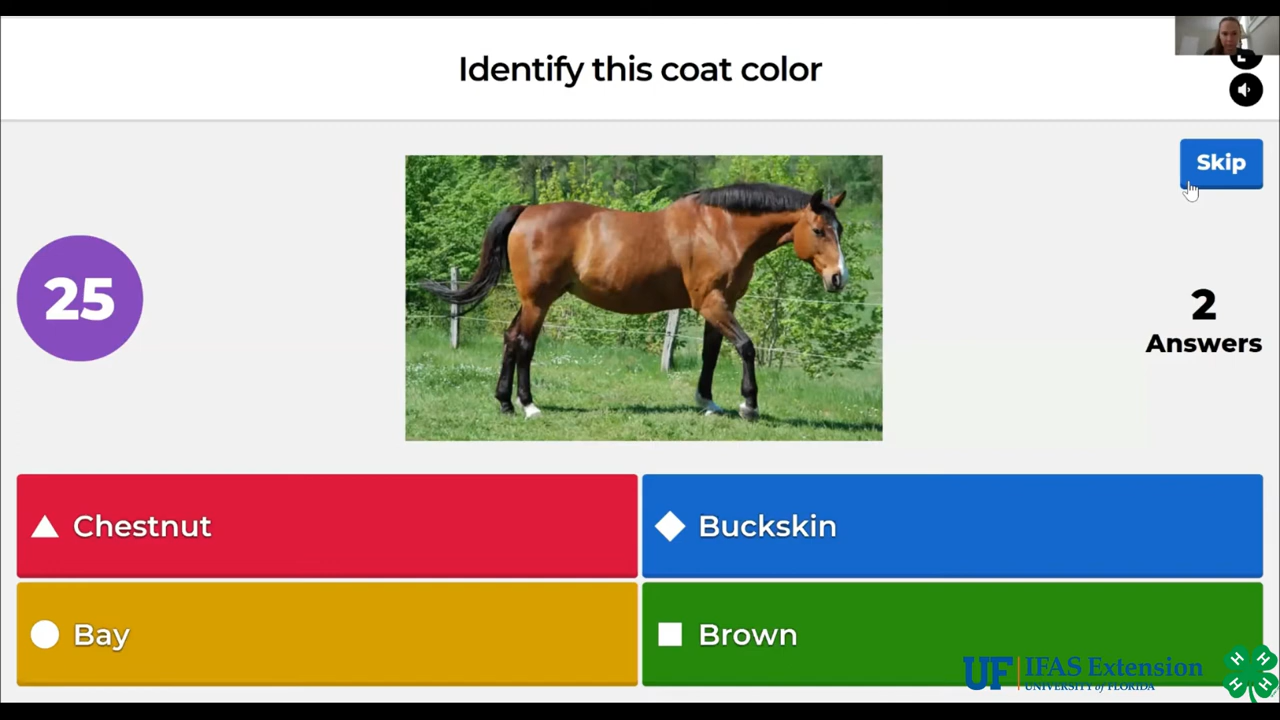 Identify this coat color
Skip
25
2
Answers
Chestnut
Buckskin
Bay
Brown
UF IFAS Extension
UNIVERSITY of FLORIDA
H H
H H